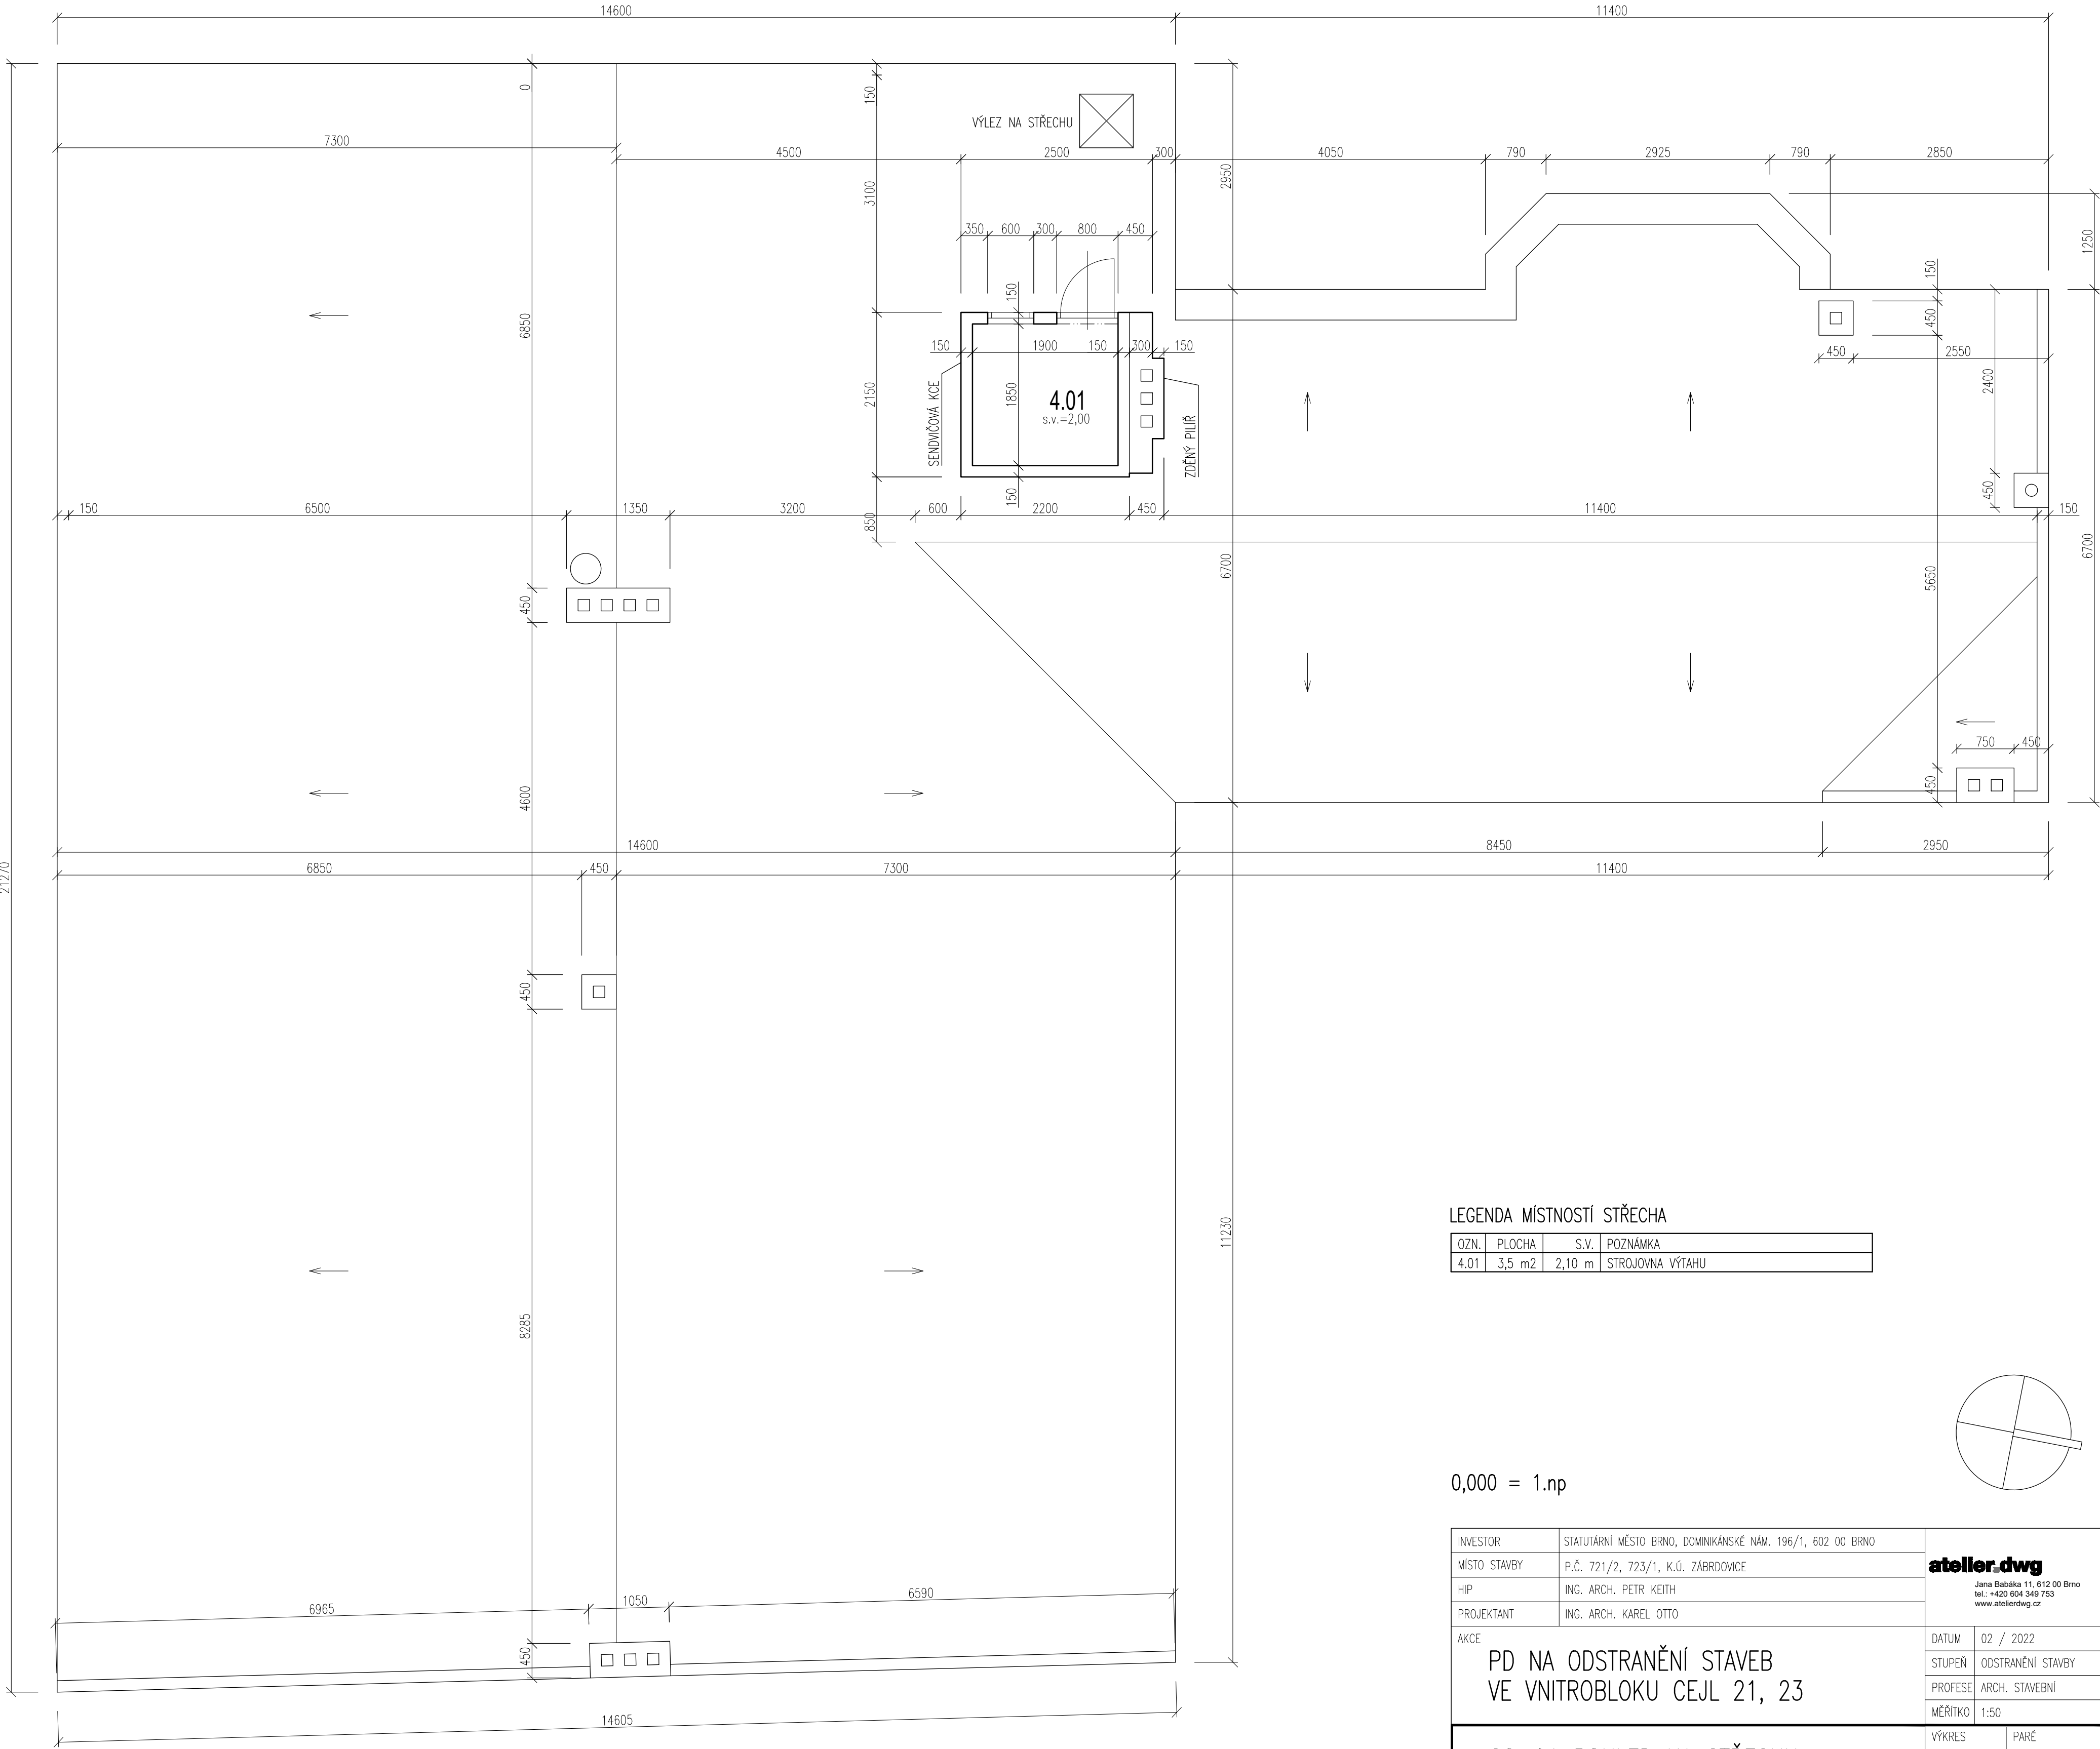 14600 11400
0
150
VÝLEZ NA STŘECHU
7300
4500 2500 300 4050 790 2925 790 2850
2950
3100
350 600 300 800 450
1250
150
150
450
6850
150 1900 150 300 150
450 2550
2150
SENDVIČOVÁ KCE
1850
4.01
s.v.=2,00
ZDĚNÝ PILÍŘ
2400
150
450
150 6500 1350 3200 600 2200 450 11400 150
850
6700
6700
5650
450
750 450
450
4600
14600 8450 2950
21270
6850 450 7300 11400
450
11230
8285
LEGENDA MÍSTNOSTÍ STŘECHA
OZN. PLOCHA S.V. POZNÁMKA
4.01 3,5 m2 2,10 m STROJOVNA VÝTAHU
0,000 = 1.np
6965 1050 6590
450
14605
INVESTOR STATUTÁRNÍ MĚSTO BRNO, DOMINIKÁNSKÉ NÁM. 196/1, 602 00 BRNO
MÍSTO STAVBY P.Č. 721/2, 723/1, K.Ú. ZÁBRDOVICE
HIP ING. ARCH. PETR KEITH
PROJEKTANT ING. ARCH. KAREL OTTO
atelier.dwg
Jana Babáka 11, 612 00 Brno
tel.: +420 604 349 753
www.atelierdwg.cz
AKCE
PD NA ODSTRANĚNÍ STAVEB
VE VNITROBLOKU CEJL 21, 23
DATUM 02 / 2022
STUPEŇ ODSTRANĚNÍ STAVBY
PROFESE ARCH. STAVEBNÍ
MĚŘÍTKO 1:50
VÝKRES PARÉ